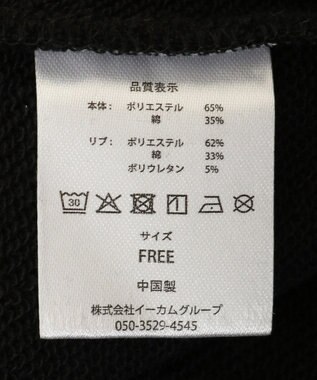 品質表示
本体: ポリエステル 65%
綿 35%
リブ: ポリエステル 62%
綿 33%
ポリウレタン 5%
30
サイズ
FREE
中国製
株式会社イーカムグループ
050-3529-4545